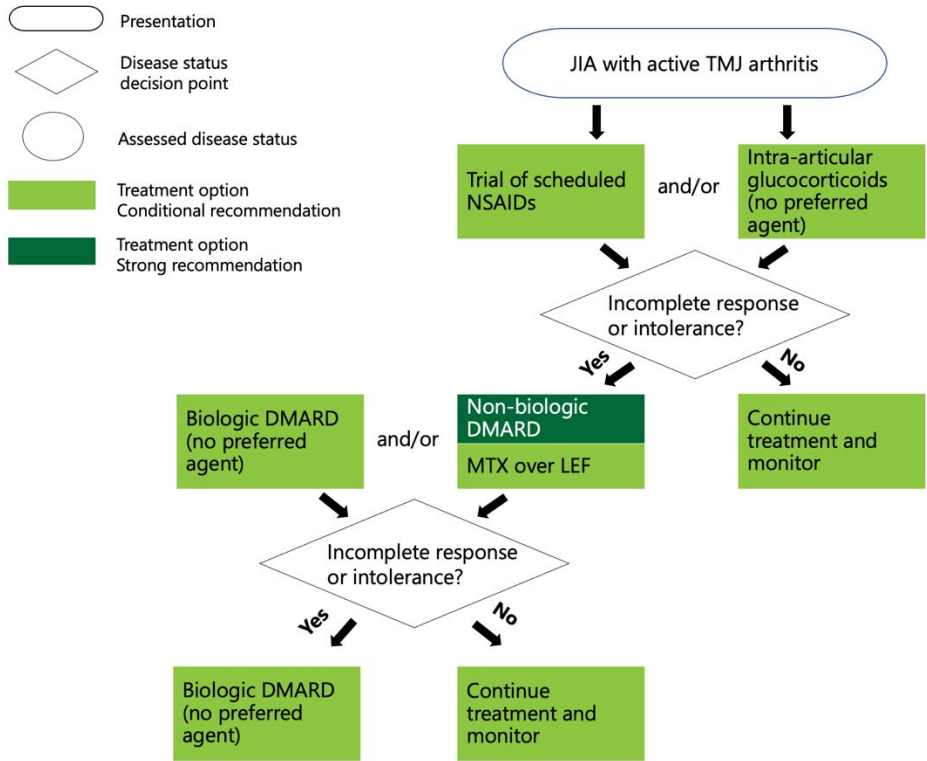 Presentation
Disease status
decision point
Assessed disease status
Treatment option
Conditional recommendation
Treatment option
Strong recommendation
JIA with active TMJ arthritis
Trial of scheduled
NSAIDs
and/or
Intra-articular
glucocorticoids
(no preferred
agent)
Incomplete response
or intolerance?
Yes
No
Biologic DMARD
(no preferred
agent)
and/or
Non-biologic
DMARD
MTX over LEF
Continue
treatment and
monitor
Incomplete response
or intolerance?
Yes
No
Biologic DMARD
(no preferred
agent)
Continue
treatment and
monitor